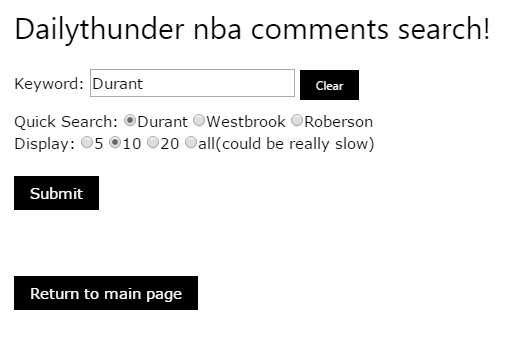 Dailythunder nba comments search!
Keyword: Durant Clear
Quick Search: Durant Westbrook Roberson
Display: 5 10 20 all(could be really slow)
Submit
Return to main page